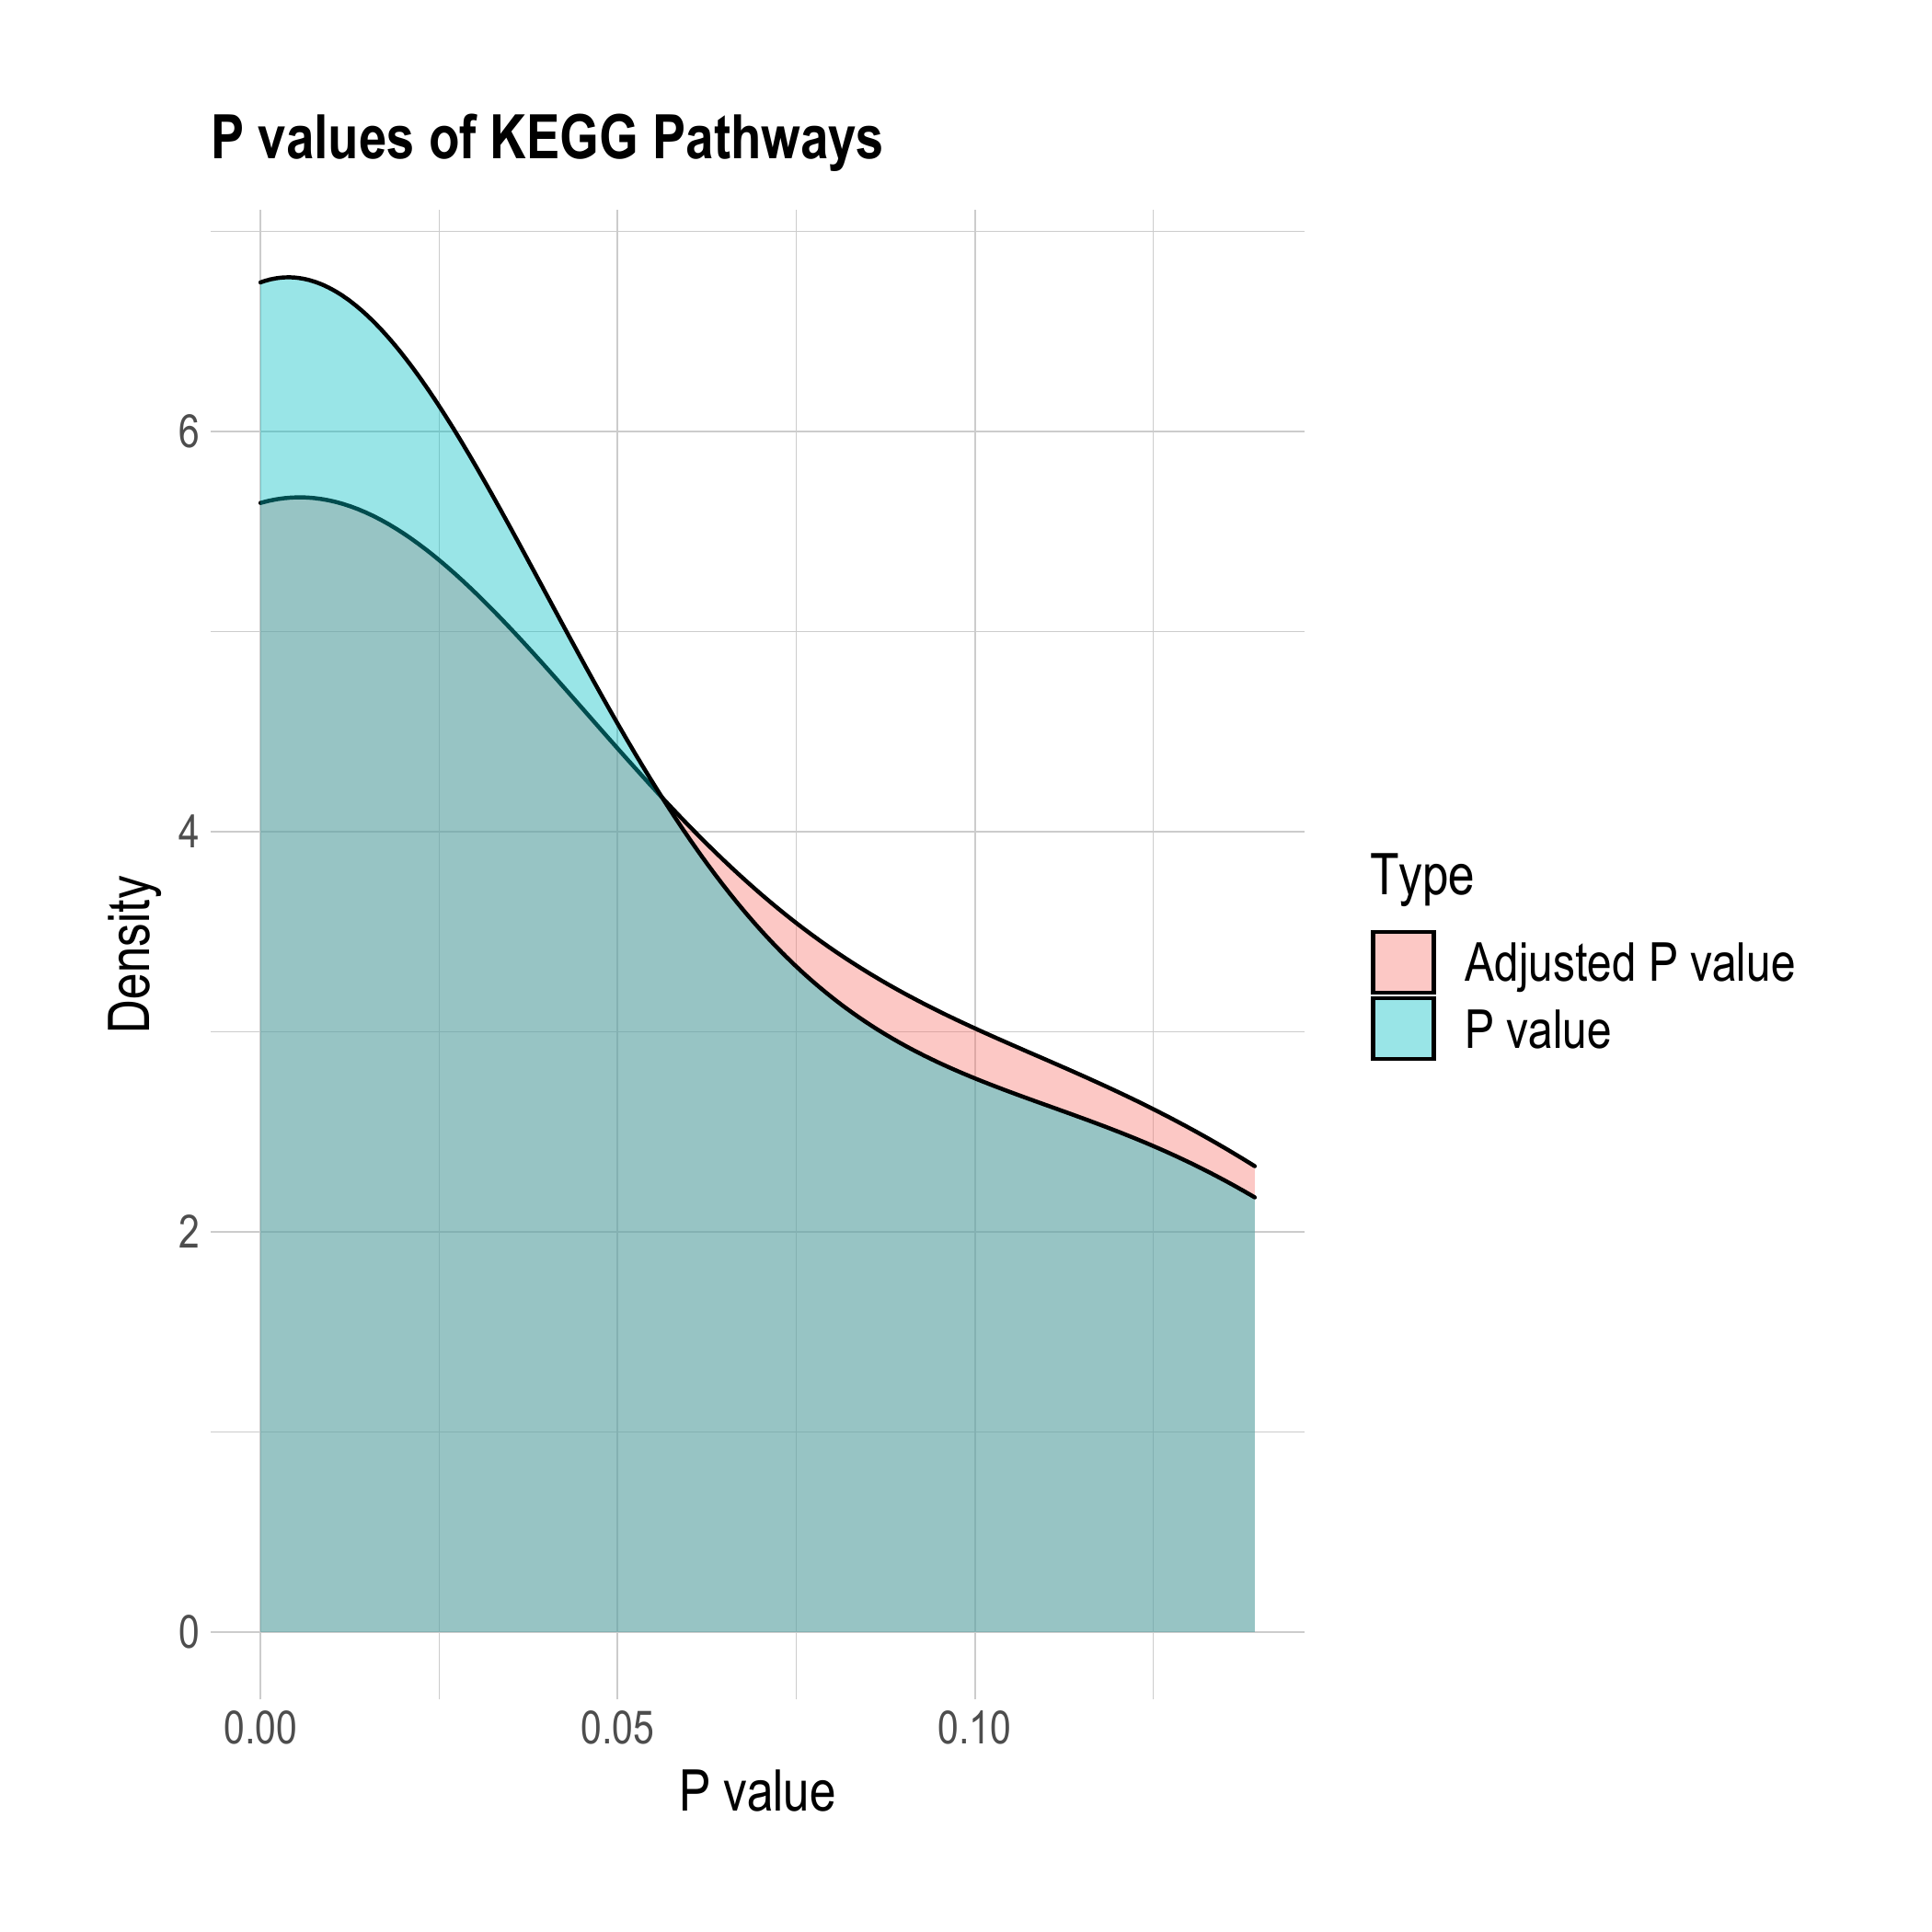 P values of KEGG Pathways
Density
6
4
2
0
0.00 0.05 0.10
P value
Type
Adjusted P value
P value